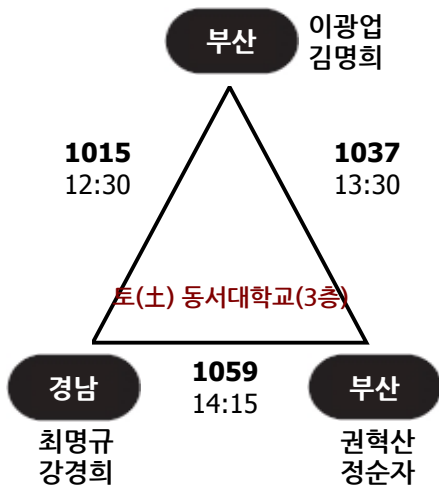 부산
이광업
김명희
1015
12:30
1037
13:30
토(土) 동서대학교(3층)
경남
1059
14:15
부산
최명규
강경희
권혁산
정순자